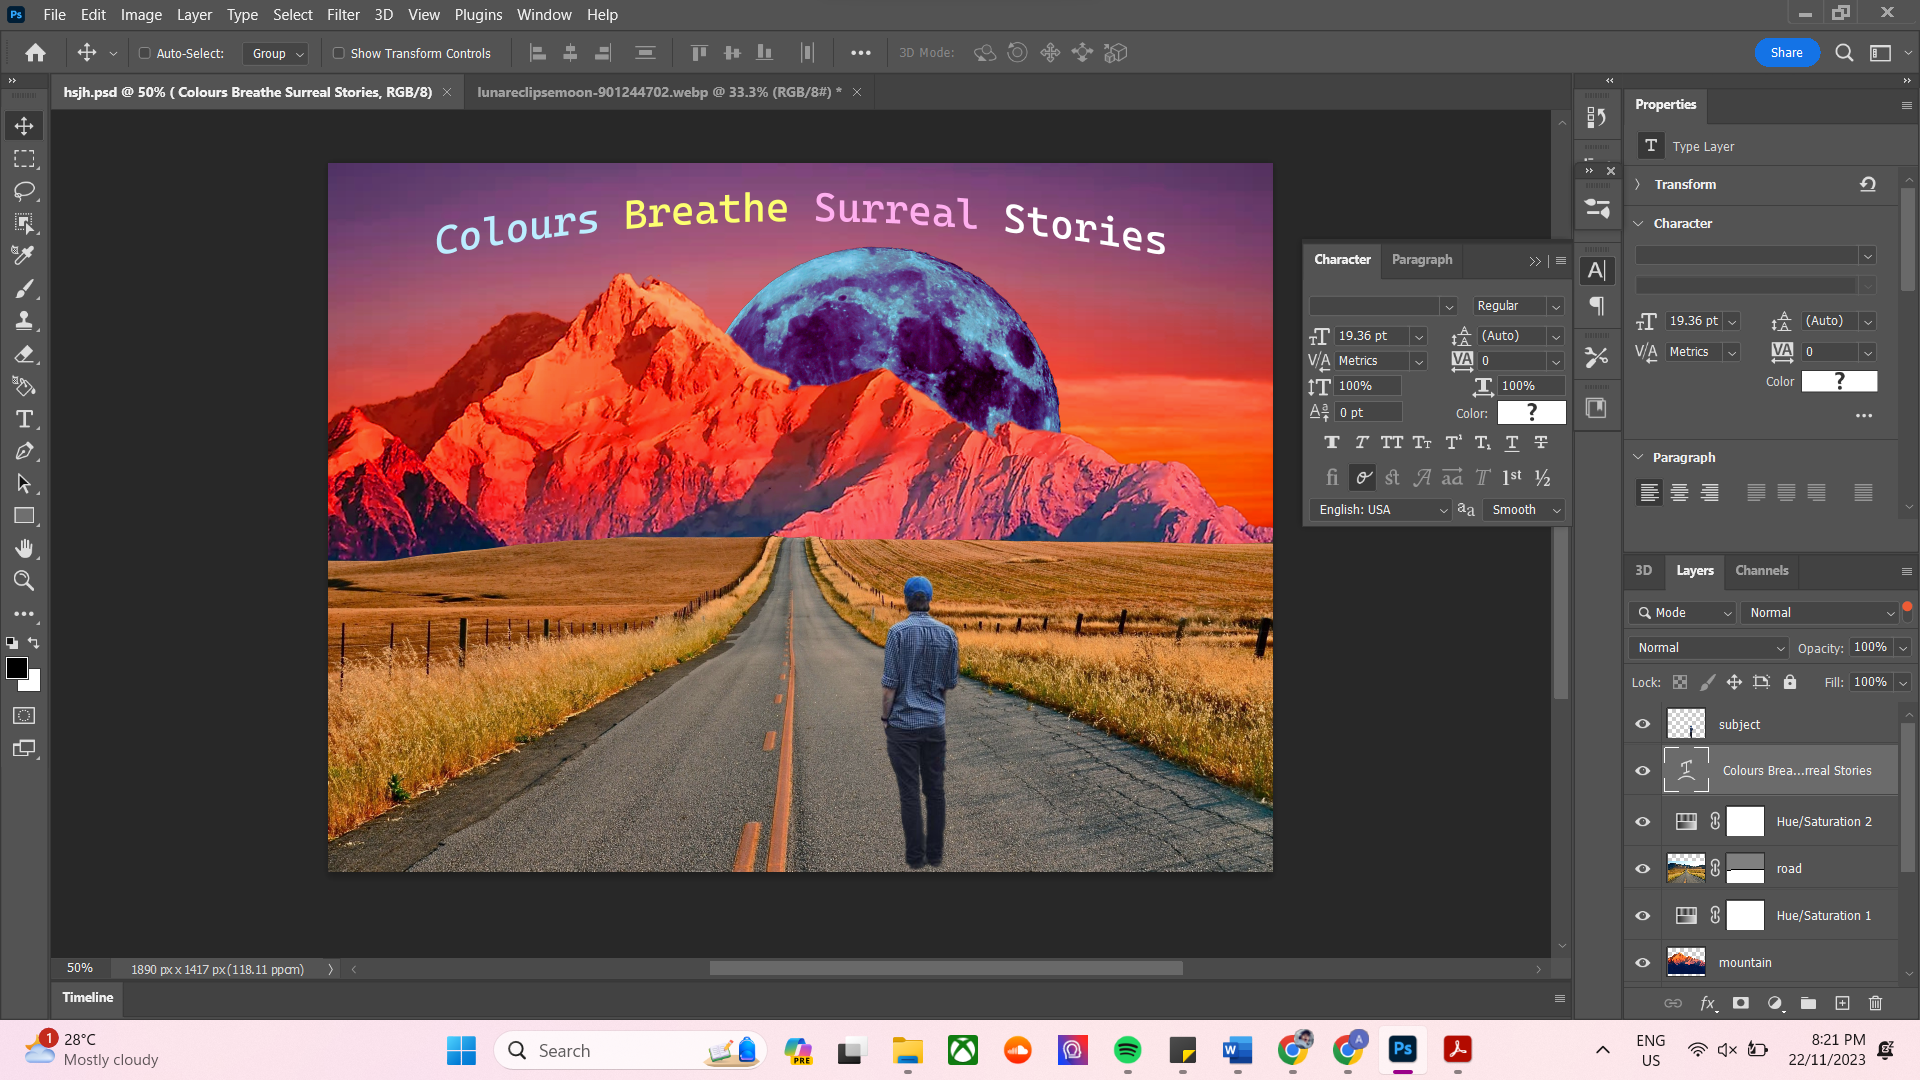 File Edit Image Layer Type Select Filter 3D View Plugins Window Help
Auto-Select: Group Show Transform Controls 3D Mode: Share
hsjh.psd @ 50% ( Colours Breathe Surreal Stories, RGB/8) lunareclipsemoon-901244702.webp @ 33.3% (RGB/8#) *
Colours Breathe Surreal Stories
Character Paragraph
Regular
19.36 pt (Auto)
Metrics 0
100% 100%
0 pt Color: ?
English: USA Smooth
Properties
Type Layer
Transform
Character
19.36 pt (Auto)
Metrics 0
Color ?
Paragraph
3D Layers Channels
Mode Normal
Normal Opacity: 100%
Lock: Fill: 100%
subject
Colours Brea...rreal Stories
Hue/Saturation 2
road
Hue/Saturation 1
mountain
50% 1890 px x 1417 px (118.11 ppcm)
Timeline
1
28°C
Mostly cloudy
Search
PRE
ENG
US
8:21 PM
22/11/2023